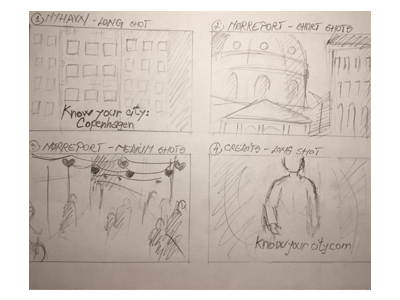 ① NYHAVN - LONG SHOT
Know your city:
Copenhagen
② NØRREPORT - SHORT SHOTS
③ NØRREPORT - MEDIUM SHOTS
④ CREDITS - LONG SHOT
Knowyourcity.com